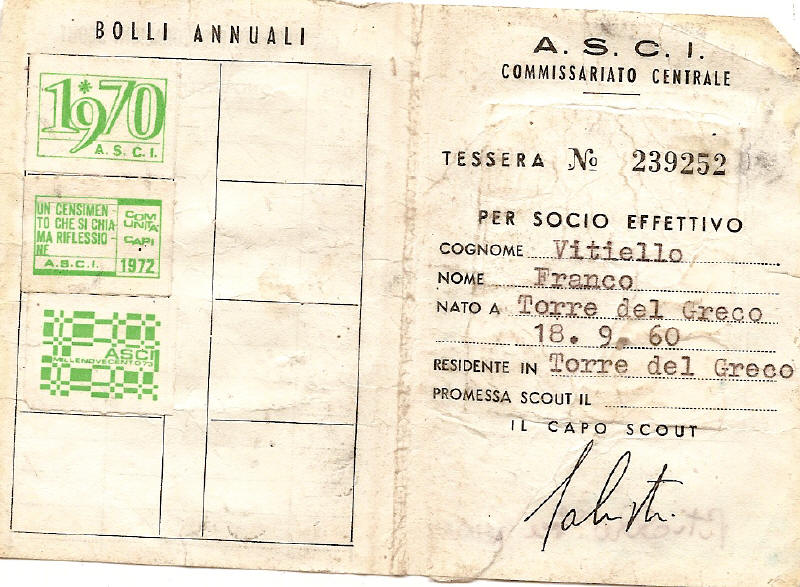 BOLLI ANNUALI
1970
A.S.C.I.
UN CENSIMEN-
TO CHE SI CHIA
MA RIFLESSIO-
NE
A.S.C.I.
COM
UNITA'
CAPI
1972
ASCI
MILLENOVECENTO73
A. S. C. I.
COMMISSARIATO CENTRALE
TESSERA No 239252
PER SOCIO EFFETTIVO
COGNOME Vitiello
NOME Franco
NATO A Torre del Greco
18. 9. 60
RESIDENTE IN Torre del Greco
PROMESSA SCOUT IL
IL CAPO SCOUT